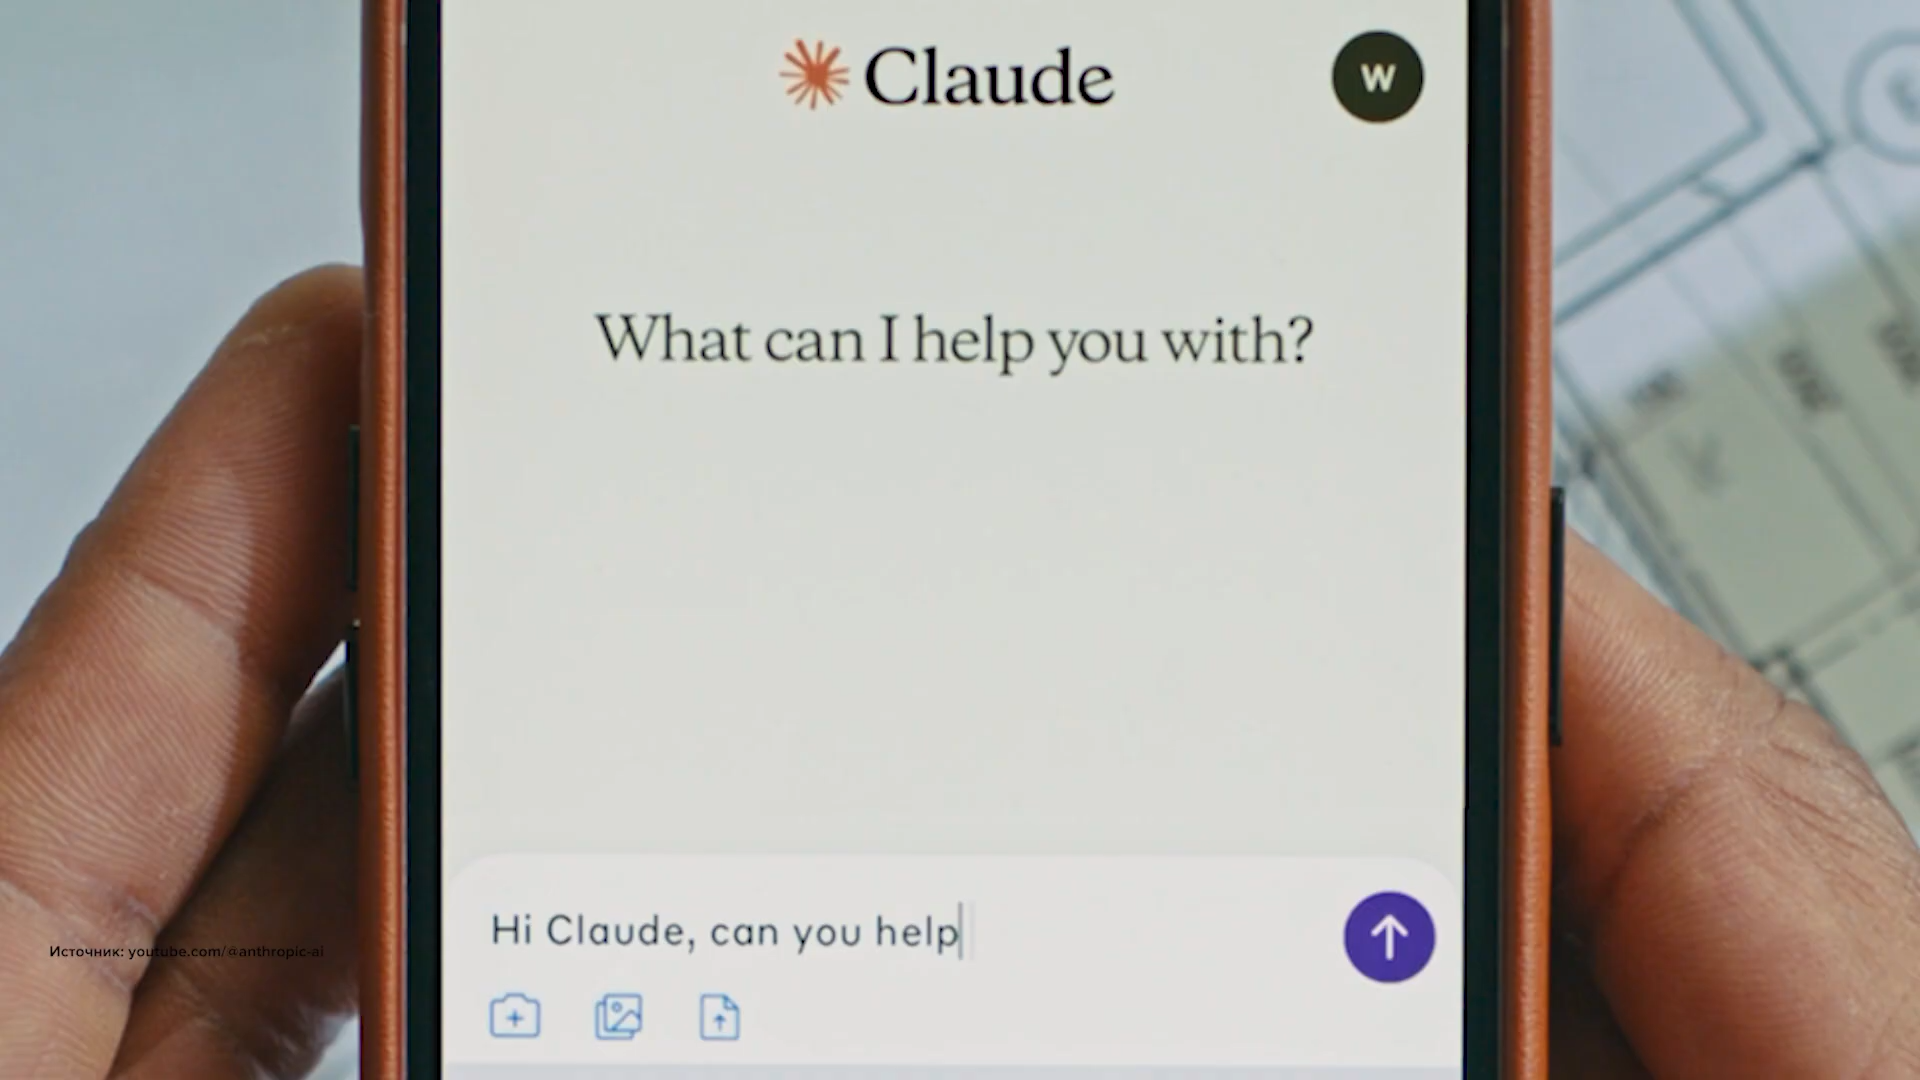 Claude
W
What can I help you with?
Hi Claude, can you help
Источник: youtube.com/@anthropic-ai